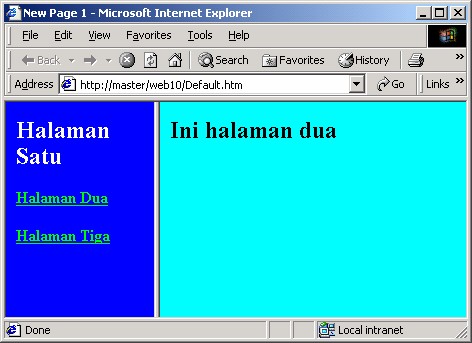 New Page 1 - Microsoft Internet Explorer
File Edit View Favorites Tools Help
Back Search Favorites History
Address http://master/web10/Default.htm Go Links
Halaman
Satu
Halaman Dua
Halaman Tiga
Ini halaman dua
Done Local intranet